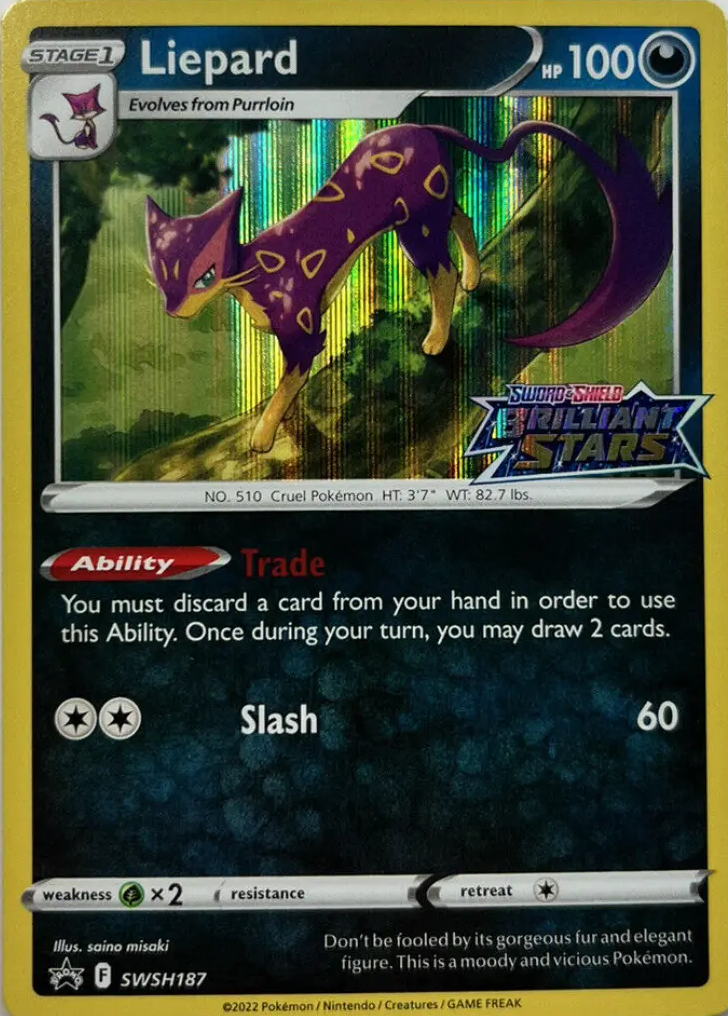 STAGE 1 Liepard HP 100
Evolves from Purrloin
SWORD & SHIELD
BRILLIANT
STARS
NO. 510 Cruel Pokémon HT: 3'7" WT: 82.7 lbs.
Ability Trade
You must discard a card from your hand in order to use
this Ability. Once during your turn, you may draw 2 cards.
Slash 60
weakness ×2 resistance retreat
Illus. saino misaki
Don't be fooled by its gorgeous fur and elegant
figure. This is a moody and vicious Pokémon.
PROMO F SWSH187
©2022 Pokémon / Nintendo / Creatures / GAME FREAK